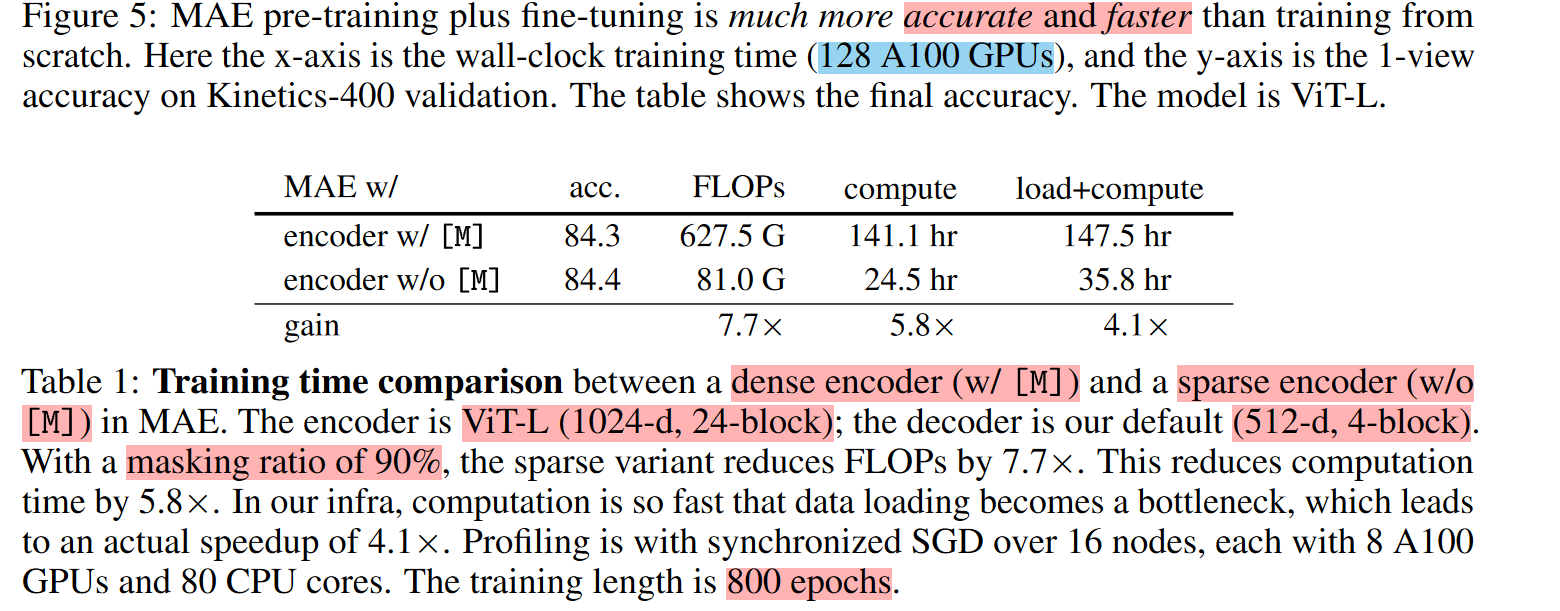 Figure 5: MAE pre-training plus fine-tuning is much more accurate and faster than training from
scratch. Here the x-axis is the wall-clock training time (128 A100 GPUs), and the y-axis is the 1-view
accuracy on Kinetics-400 validation. The table shows the final accuracy. The model is ViT-L.
MAE w/ acc. FLOPs compute load+compute
encoder w/ [M] 84.3 627.5 G 141.1 hr 147.5 hr
encoder w/o [M] 84.4 81.0 G 24.5 hr 35.8 hr
gain 7.7× 5.8× 4.1×
Table 1: Training time comparison between a dense encoder (w/ [M]) and a sparse encoder (w/o
[M]) in MAE. The encoder is ViT-L (1024-d, 24-block); the decoder is our default (512-d, 4-block).
With a masking ratio of 90%, the sparse variant reduces FLOPs by 7.7×. This reduces computation
time by 5.8×. In our infra, computation is so fast that data loading becomes a bottleneck, which leads
to an actual speedup of 4.1×. Profiling is with synchronized SGD over 16 nodes, each with 8 A100
GPUs and 80 CPU cores. The training length is 800 epochs.